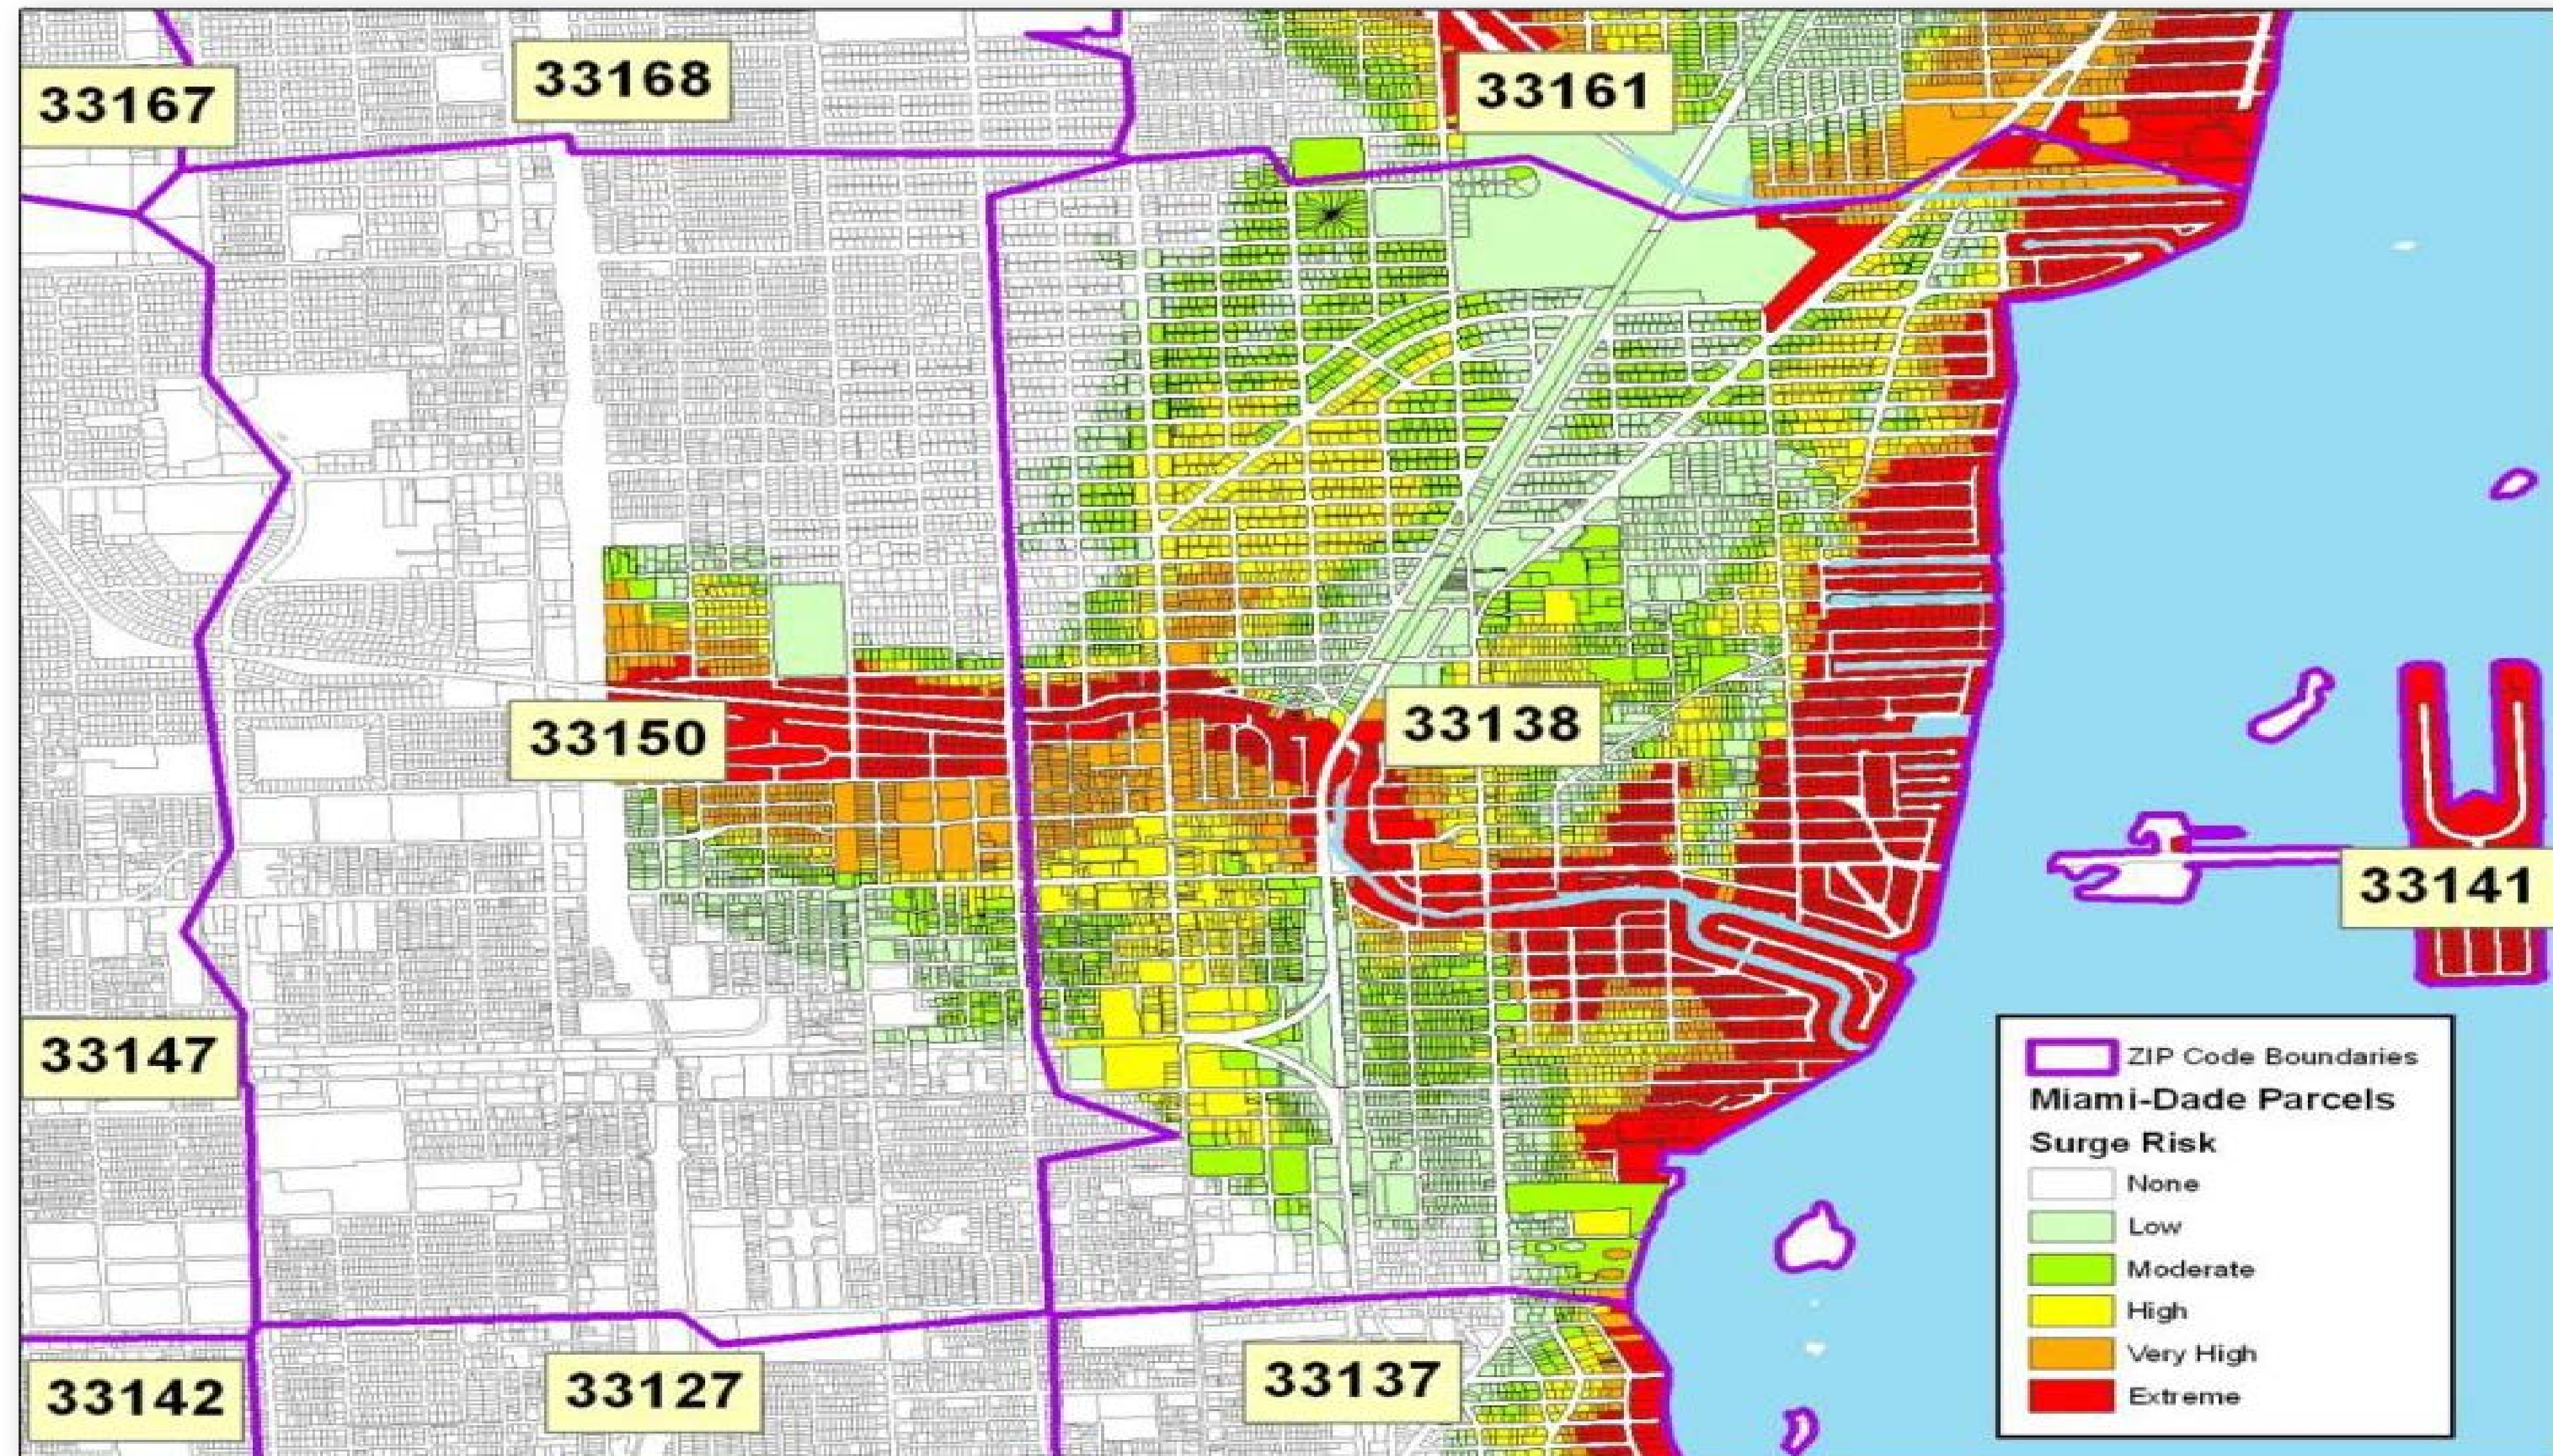 33167
33168
33161
33150
33138
33141
33147
33142
33127
33137
ZIP Code Boundaries
Miami-Dade Parcels
Surge Risk
None
Low
Moderate
High
Very High
Extreme